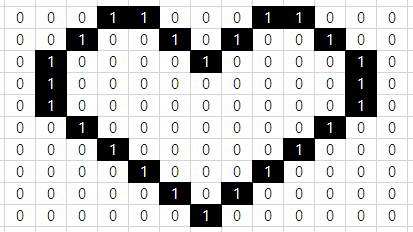 0 0 0 1 1 0 0 0 1 1 0 0 0
0 0 1 0 0 1 0 1 0 0 1 0 0
0 1 0 0 0 0 1 0 0 0 0 1 0
0 1 0 0 0 0 0 0 0 0 0 1 0
0 1 0 0 0 0 0 0 0 0 0 1 0
0 0 1 0 0 0 0 0 0 0 1 0 0
0 0 0 1 0 0 0 0 0 1 0 0 0
0 0 0 0 1 0 0 0 1 0 0 0 0
0 0 0 0 0 1 0 1 0 0 0 0 0
0 0 0 0 0 0 1 0 0 0 0 0 0